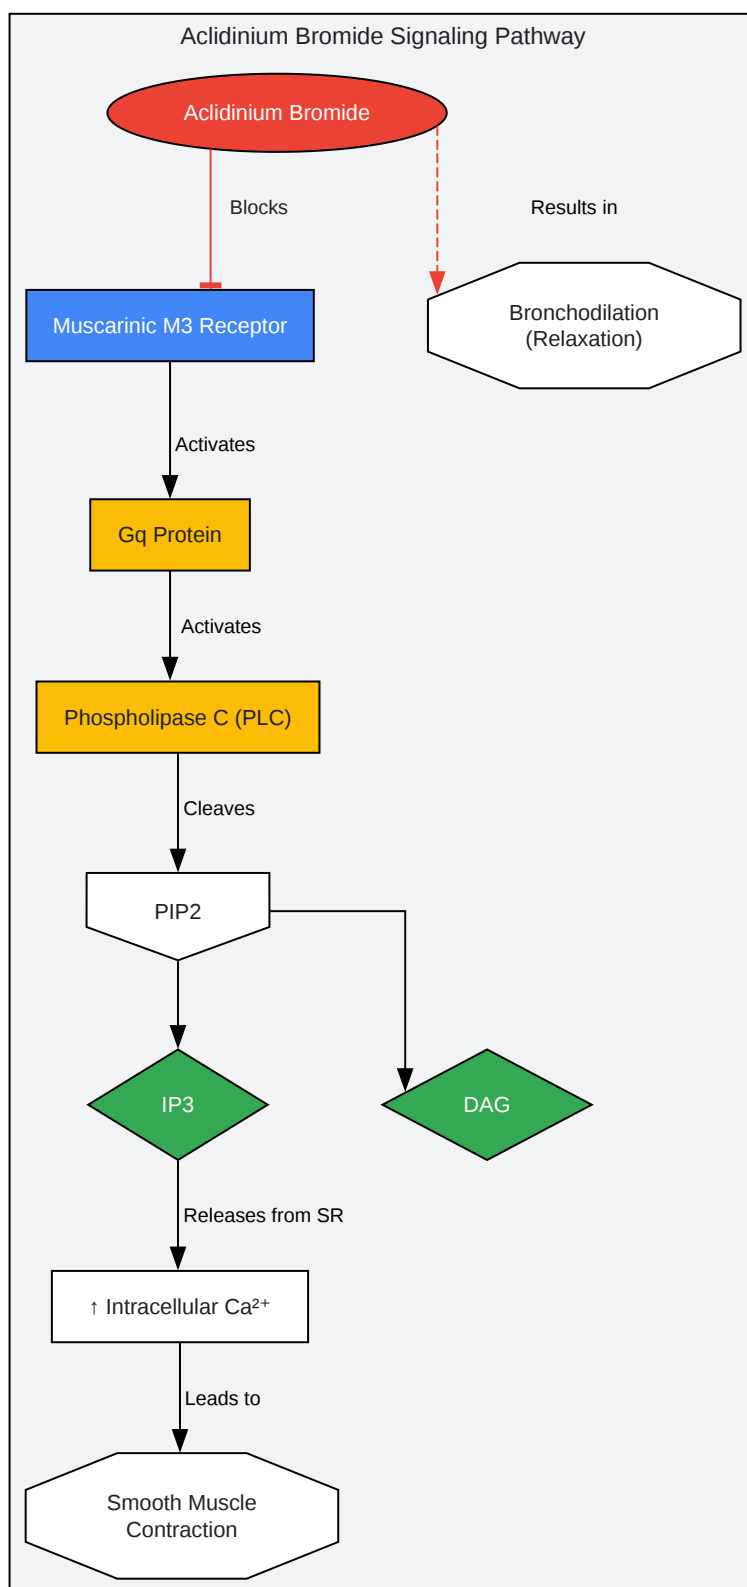 Aclidinium Bromide Signaling Pathway
Aclidinium Bromide
Blocks
Results in
Muscarinic M3 Receptor
Bronchodilation
(Relaxation)
Activates
Gq Protein
Activates
Phospholipase C (PLC)
Cleaves
PIP2
IP3
DAG
Releases from SR
↑ Intracellular Ca²⁺
Leads to
Smooth Muscle
Contraction